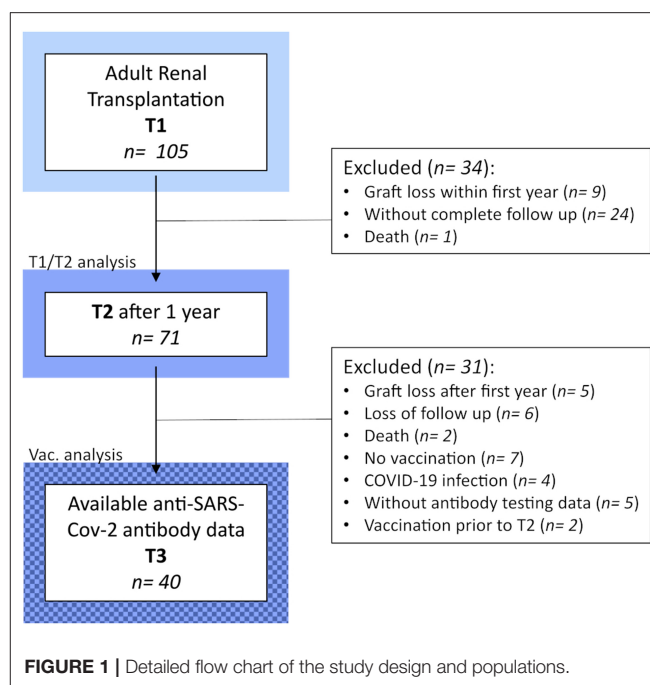 Adult Renal
Transplantation
T1
n= 105
Excluded (n= 34):
• Graft loss within first year (n= 9)
• Without complete follow up (n= 24)
• Death (n= 1)
T1/T2 analysis
T2 after 1 year
n= 71
Excluded (n= 31):
• Graft loss after first year (n= 5)
• Loss of follow up (n= 6)
• Death (n= 2)
• No vaccination (n= 7)
• COVID-19 infection (n= 4)
• Without antibody testing data (n= 5)
• Vaccination prior to T2 (n= 2)
Vac. analysis
Available anti-SARS-
Cov-2 antibody data
T3
n= 40
FIGURE 1 | Detailed flow chart of the study design and populations.